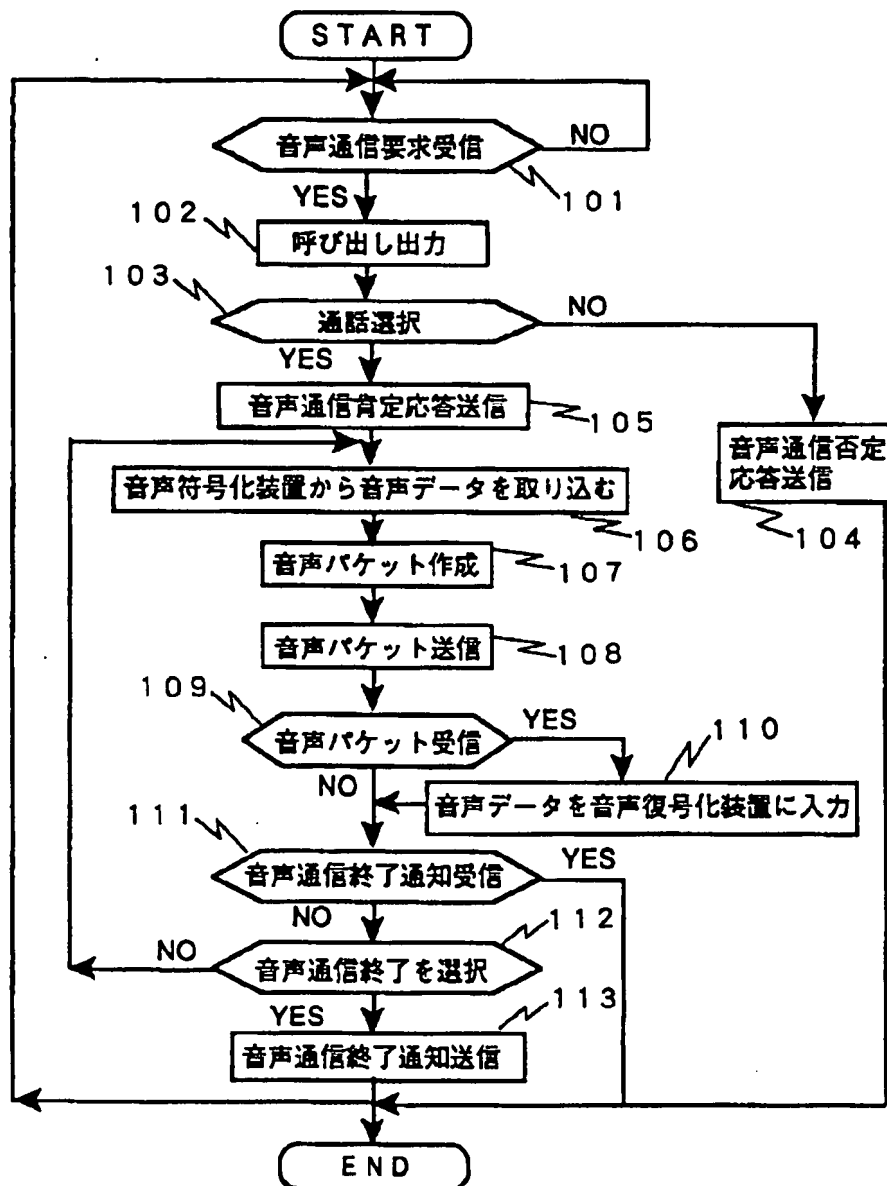 START
音声通信要求受信
NO
101
YES
102
呼び出し出力
103
通話選択
NO
YES
音声通信肯定応答送信
105
音声通信否定
応答送信
104
音声符号化装置から音声データを取り込む
106
音声パケット作成
107
音声パケット送信
108
109
音声パケット受信
YES
110
NO
音声データを音声復号化装置に入力
111
音声通信終了通知受信
YES
NO
112
NO
音声通信終了を選択
YES
113
音声通信終了通知送信
END